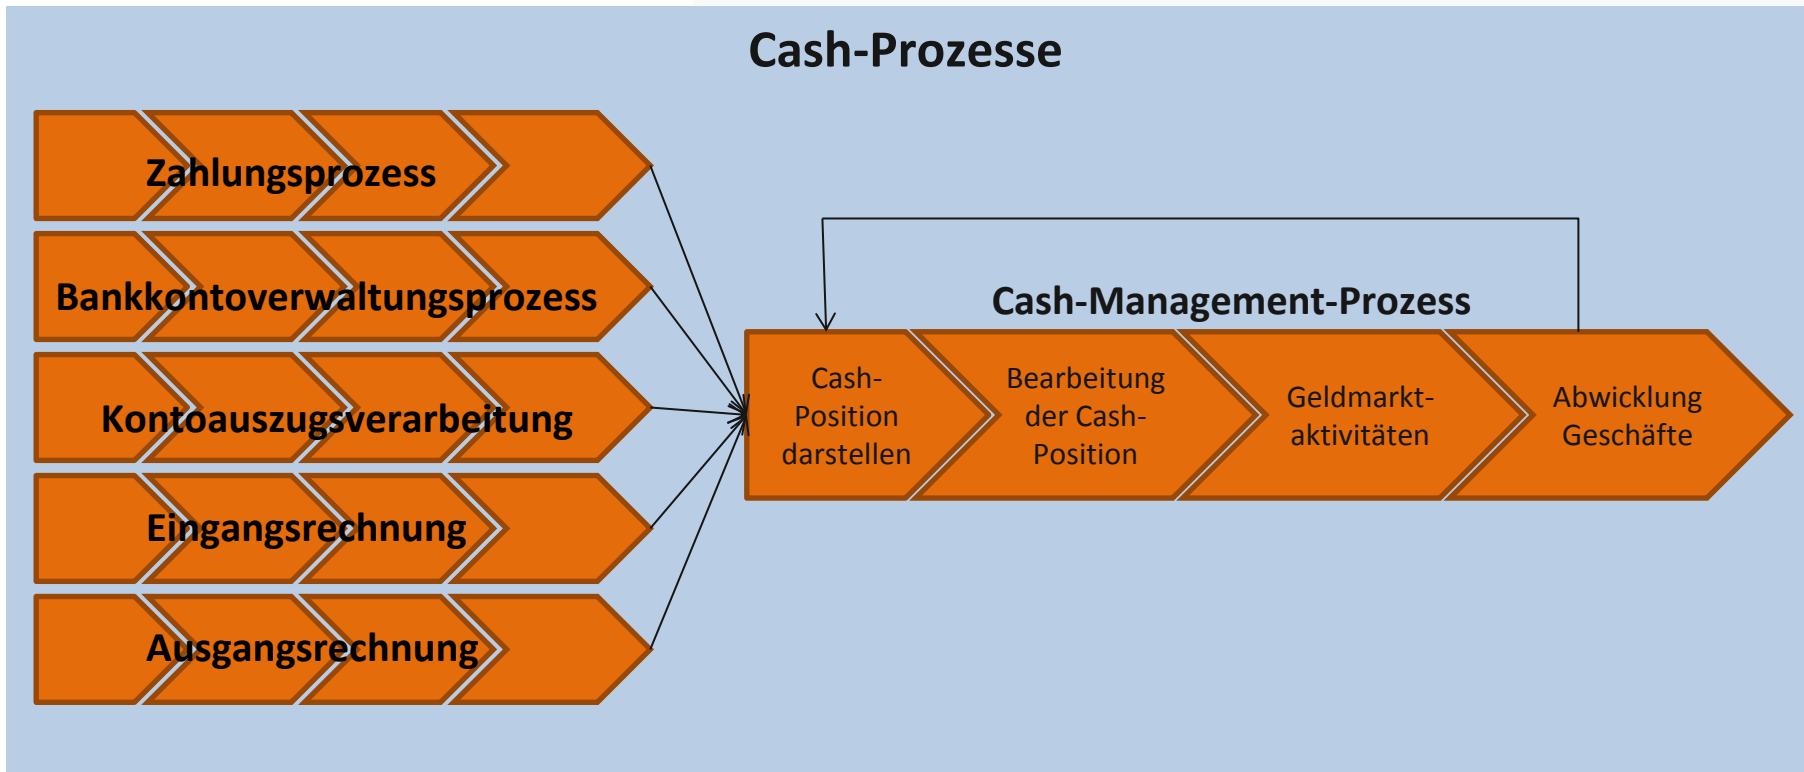 Cash-Prozesse
Zahlungsprozess
Bankkontoverwaltungsprozess
Kontoauszugsverarbeitung
Eingangsrechnung
Ausgangsrechnung
Cash-Management-Prozess
Cash-
Position
darstellen
Bearbeitung
der Cash-
Position
Geldmarkt-
aktivitäten
Abwicklung
Geschäfte